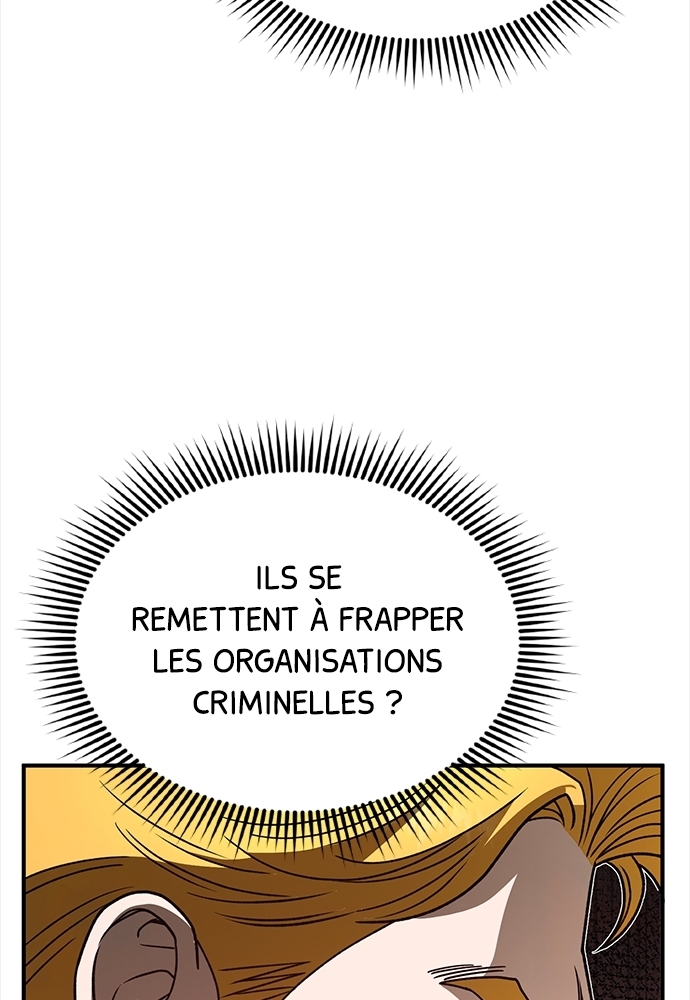 ILS SE
REMETTENT À FRAPPER
LES ORGANISATIONS
CRIMINELLES ?